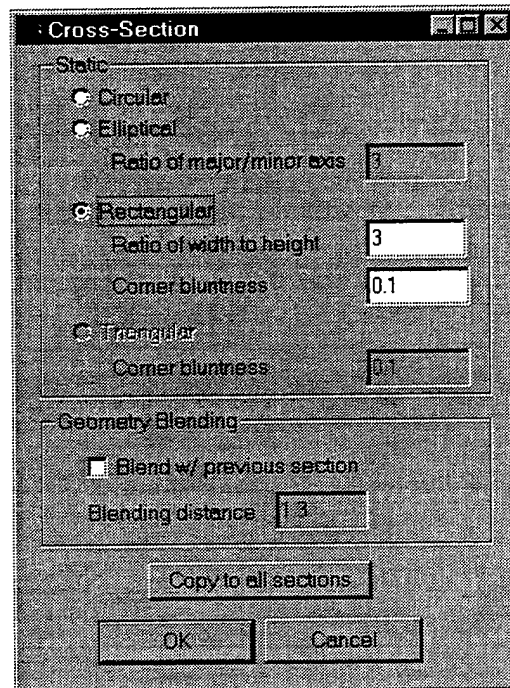 Cross-Section
Static
Circular
Elliptical
Ratio of major/minor axis 3
Rectangular
Ratio of width to height 3
Corner bluntness 0.1
Triangular
Corner bluntness 0.1
Geometry Blending
Blend w/ previous section
Blending distance 1.3
Copy to all sections
OK Cancel